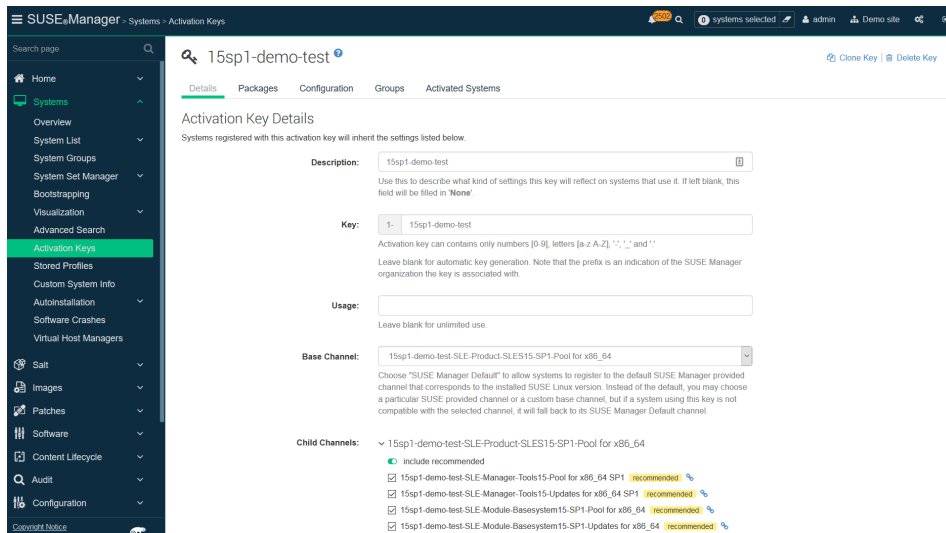 SUSE®Manager > Systems > Activation Keys
2502
0 systems selected
admin
Demo site
Search page
Home
Systems
Overview
System List
System Groups
System Set Manager
Bootstrapping
Visualization
Advanced Search
Activation Keys
Stored Profiles
Custom System Info
Autoinstallation
Software Crashes
Virtual Host Managers
Salt
Images
Patches
Software
Content Lifecycle
Audit
Configuration
Copyright Notice
15sp1-demo-test
Clone Key | Delete Key
Details Packages Configuration Groups Activated Systems
Activation Key Details
Systems registered with this activation key will inherit the settings listed below.
Description: 15sp1-demo-test
Use this to describe what kind of settings this key will reflect on systems that use it. If left blank, this
field will be filled in 'None'.
Key: 1- 15sp1-demo-test
Activation key can contains only numbers [0-9], letters [a-z A-Z], '-', '_' and '.'
Leave blank for automatic key generation. Note that the prefix is an indication of the SUSE Manager
organization the key is associated with.
Usage:
Leave blank for unlimited use.
Base Channel: 15sp1-demo-test-SLE-Product-SLES15-SP1-Pool for x86_64
Choose "SUSE Manager Default" to allow systems to register to the default SUSE Manager provided
channel that corresponds to the installed SUSE Linux version. Instead of the default, you may choose
a particular SUSE provided channel or a custom base channel, but if a system using this key is not
compatible with the selected channel, it will fall back to its SUSE Manager Default channel.
Child Channels: 15sp1-demo-test-SLE-Product-SLES15-SP1-Pool for x86_64
include recommended
15sp1-demo-test-SLE-Manager-Tools15-Pool for x86_64 SP1 recommended
15sp1-demo-test-SLE-Manager-Tools15-Updates for x86_64 SP1 recommended
15sp1-demo-test-SLE-Module-Basesystem15-SP1-Pool for x86_64 recommended
15sp1-demo-test-SLE-Module-Basesystem15-SP1-Updates for x86_64 recommended